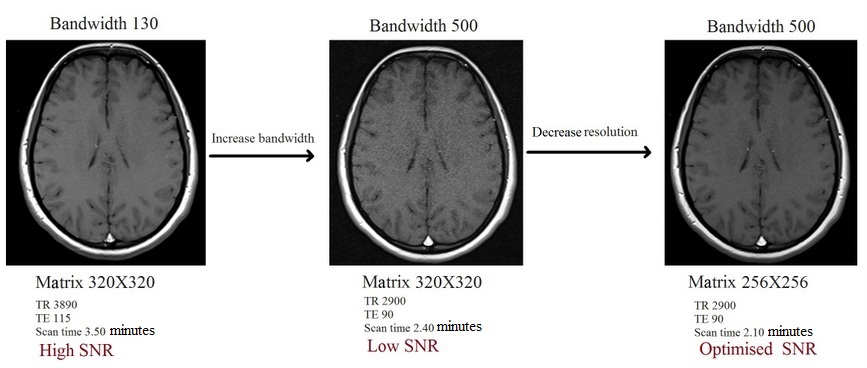 Bandwidth 130
Bandwidth 500
Bandwidth 500
Increase bandwidth
Decrease resolution
Matrix 320X320
TR 3890
TE 115
Scan time 3.50 minutes
High SNR
Matrix 320X320
TR 2900
TE 90
Scan time 2.40 minutes
Low SNR
Matrix 256X256
TR 2900
TE 90
Scan time 2.10 minutes
Optimised SNR